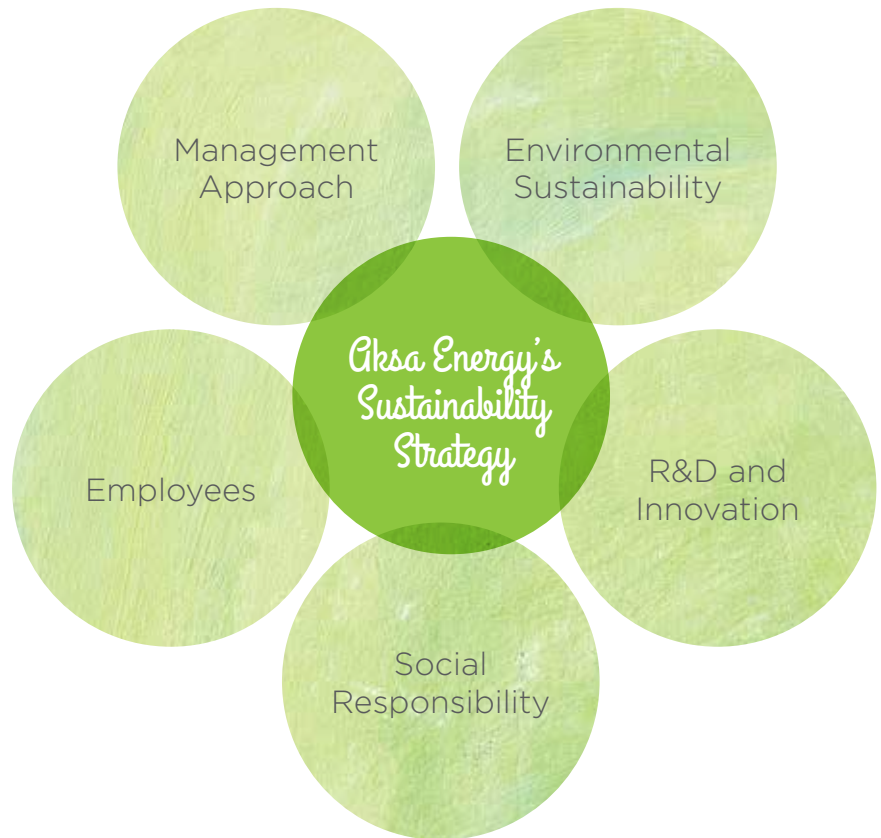 Management
Approach
Environmental
Sustainability
Aksa Energy's
Sustainability
Strategy
Employees
R&D and
Innovation
Social
Responsibility